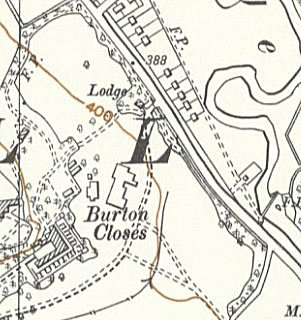 f.P.
e
388
F.P.
Lodge
400
L
L
Burton
Closes
F.P.
M.